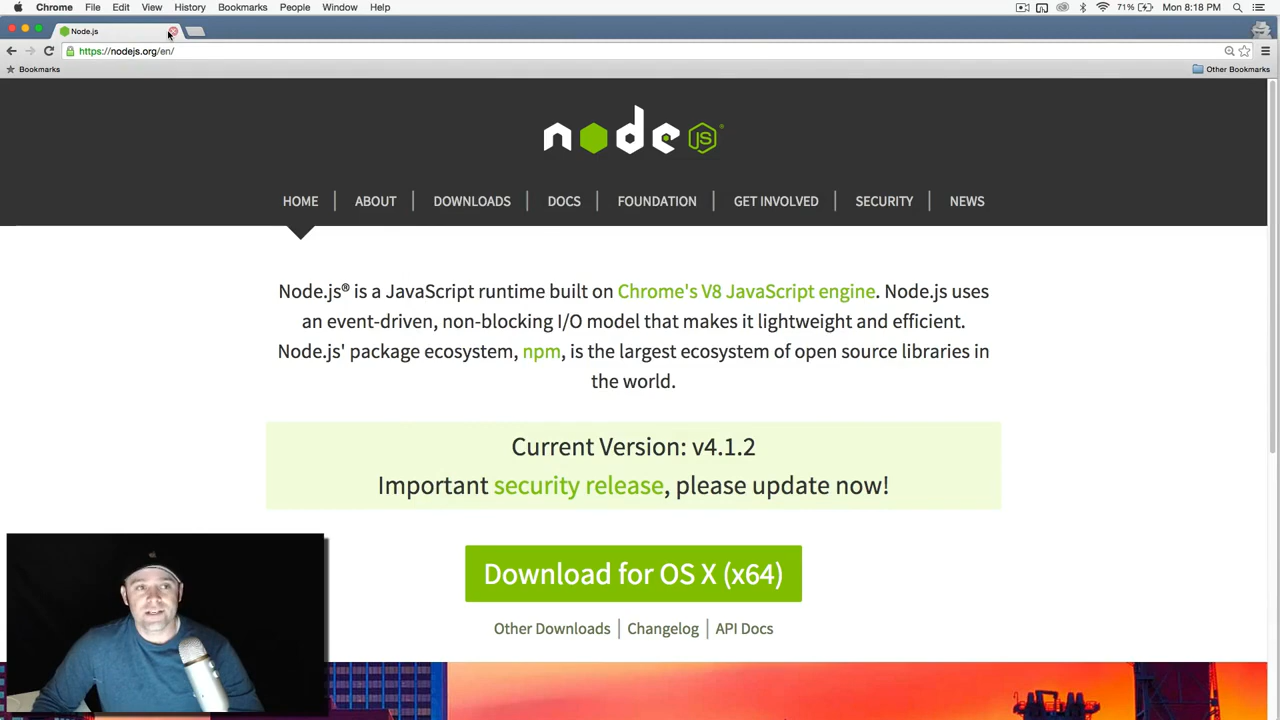 Chrome File Edit View History Bookmarks People Window Help 71% Mon 8:18 PM
Node.js
https://nodejs.org/en/
Bookmarks Other Bookmarks
node JS
HOME ABOUT DOWNLOADS DOCS FOUNDATION GET INVOLVED SECURITY NEWS
Node.js® is a JavaScript runtime built on Chrome's V8 JavaScript engine. Node.js uses
an event-driven, non-blocking I/O model that makes it lightweight and efficient.
Node.js' package ecosystem, npm, is the largest ecosystem of open source libraries in
the world.
Current Version: v4.1.2
Important security release, please update now!
Download for OS X (x64)
Other Downloads | Changelog | API Docs